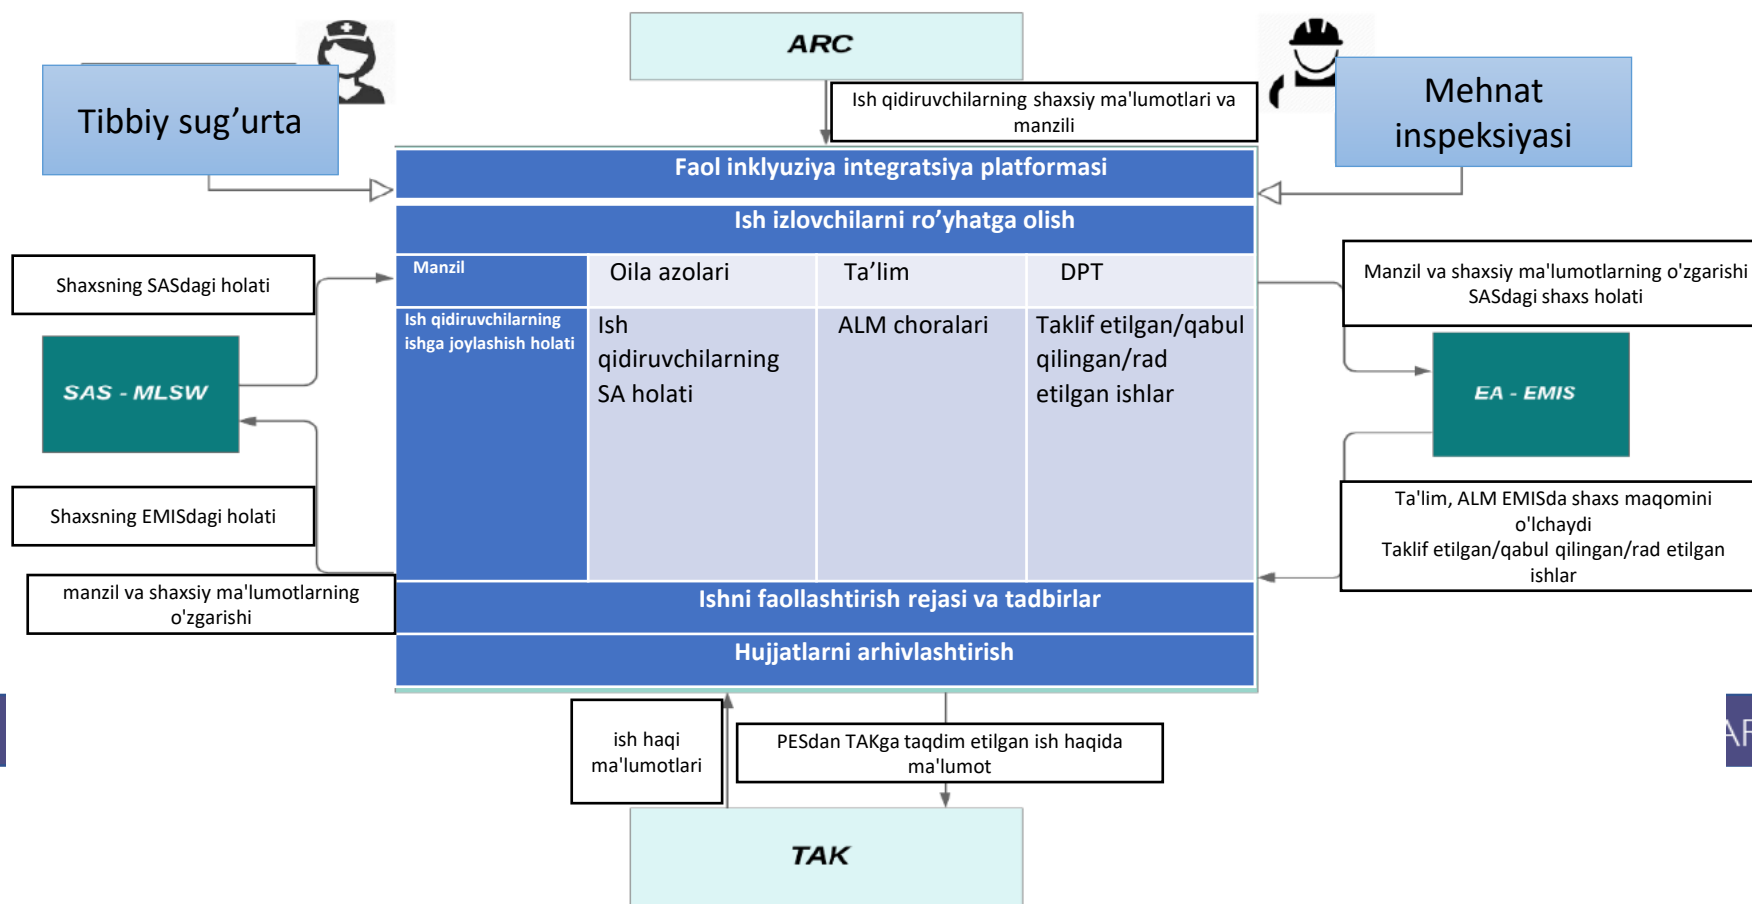 ARC
Tibbiy sug’urta
Mehnat
inspeksiyasi
Ish qidiruvchilarning shaxsiy ma'lumotlari va
manzili
Faol inklyuziya integratsiya platformasi
Ish izlovchilarni ro’yhatga olish
Manzil
Oila azolari
Ta’lim
DPT
Ish qidiruvchilarning
ishga joylashish holati
Ish
qidiruvchilarning
SA holati
ALM choralari
Taklif etilgan/qabul
qilingan/rad
etilgan ishlar
Ishni faollashtirish rejasi va tadbirlar
Hujjatlarni arhivlashtirish
Shaxsning SASdagi holati
SAS - MLSW
Shaxsning EMISdagi holati
manzil va shaxsiy ma'lumotlarning
o'zgarishi
Manzil va shaxsiy ma'lumotlarning o'zgarishi
SASdagi shaxs holati
EA - EMIS
Ta'lim, ALM EMISda shaxs maqomini
o'lchaydi
Taklif etilgan/qabul qilingan/rad etilgan
ishlar
ish haqi
ma'lumotlari
PESdan TAKga taqdim etilgan ish haqida
ma'lumot
TAK